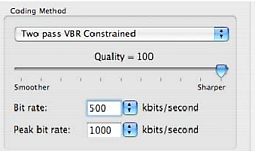 Coding Method
Two pass VBR Constrained
Quality = 100
Smoother Sharper
Bit rate: 500 kbits/second
Peak bit rate: 1000 kbits/second